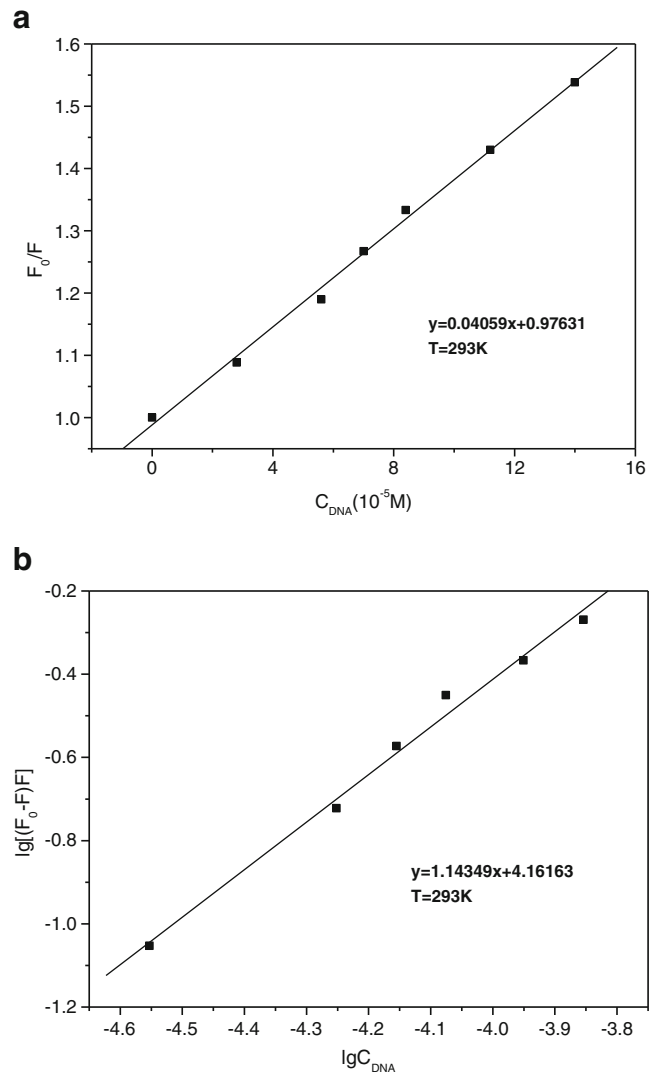 a
1.6
1.5
1.4
1.3
1.2
1.1
1.0
F0/F
y=0.04059x+0.97631
T=293K
0 4 8 12 16
CDNA(10-5M)
b
-0.2
-0.4
-0.6
-0.8
-1.0
-1.2
lg[(F0-F)F]
y=1.14349x+4.16163
T=293K
-4.6 -4.5 -4.4 -4.3 -4.2 -4.1 -4.0 -3.9 -3.8
lgCDNA